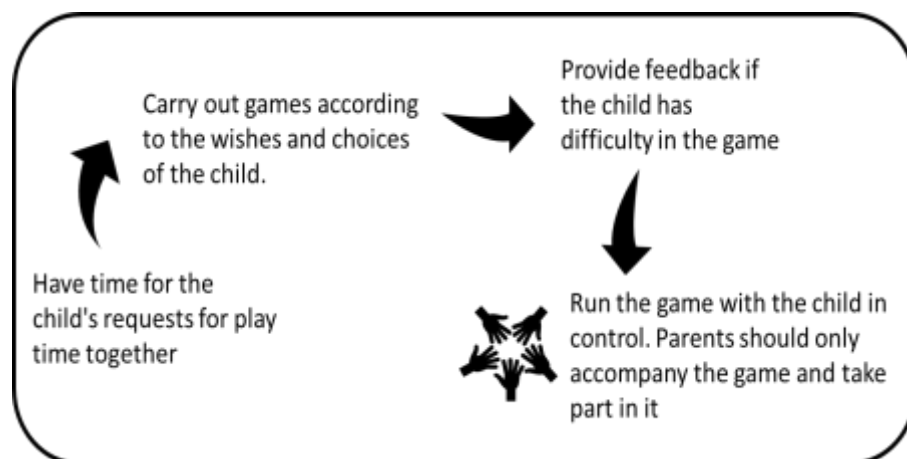 Have time for the
child's requests for play
time together
Carry out games according
to the wishes and choices
of the child.
Provide feedback if
the child has
difficulty in the game
Run the game with the child in
control. Parents should only
accompany the game and take
part in it